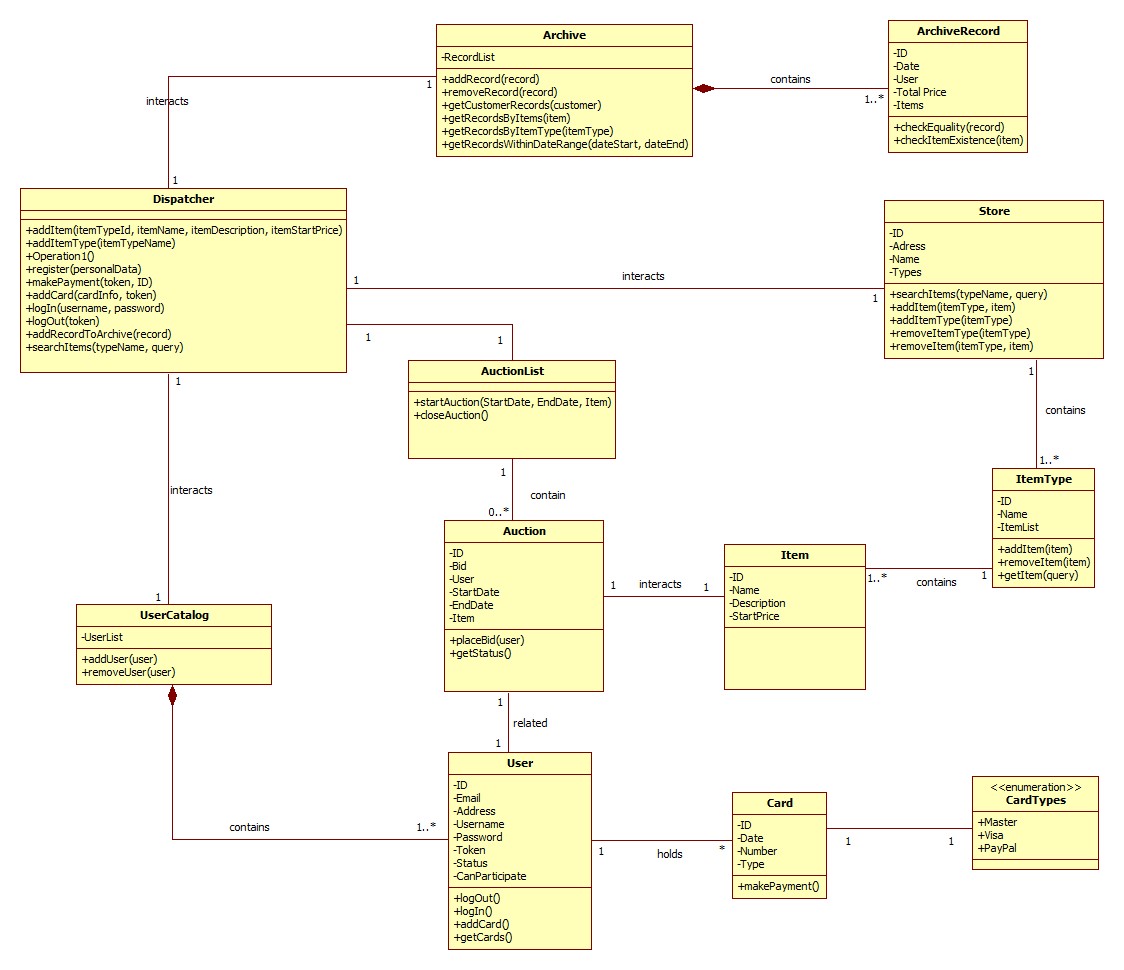 Archive
-RecordList
+addRecord(record)
+removeRecord(record)
+getCustomerRecords(customer)
+getRecordsByItems(item)
+getRecordsByItemType(itemType)
+getRecordsWithinDateRange(dateStart, dateEnd)
contains
1..*
ArchiveRecord
-ID
-Date
-User
-Total Price
-Items
+checkEquality(record)
+checkItemExistence(item)
1
interacts
1
Dispatcher
+addItem(itemTypeId, itemName, itemDescription, itemStartPrice)
+addItemType(itemTypeName)
+Operation1()
+register(personalData)
+makePayment(token, ID)
+addCard(cardInfo, token)
+logIn(username, password)
+logOut(token)
+addRecordToArchive(record)
+searchItems(typeName, query)
1
interacts
1
Store
-ID
-Adress
-Name
-Types
+searchItems(typeName, query)
+addItem(itemType, item)
+addItemType(itemType)
+removeItemType(itemType)
+removeItem(itemType, item)
1
1
AuctionList
+startAuction(StartDate, EndDate, Item)
+closeAuction()
1
contains
1..*
ItemType
-ID
-Name
-ItemList
+addItem(item)
+removeItem(item)
+getItem(query)
1
interacts
1
1
contain
0..*
Auction
-ID
-Bid
-User
-StartDate
-EndDate
-Item
+placeBid(user)
+getStatus()
1
interacts
1
Item
-ID
-Name
-Description
-StartPrice
1..*
contains
1
UserCatalog
-UserList
+addUser(user)
+removeUser(user)
1
related
1
contains
1..*
User
-ID
-Email
-Address
-Username
-Password
-Token
-Status
-CanParticipate
+logOut()
+logIn()
+addCard()
+getCards()
1
holds
*
Card
-ID
-Date
-Number
-Type
+makePayment()
1
1
<<enumeration>>
CardTypes
+Master
+Visa
+PayPal